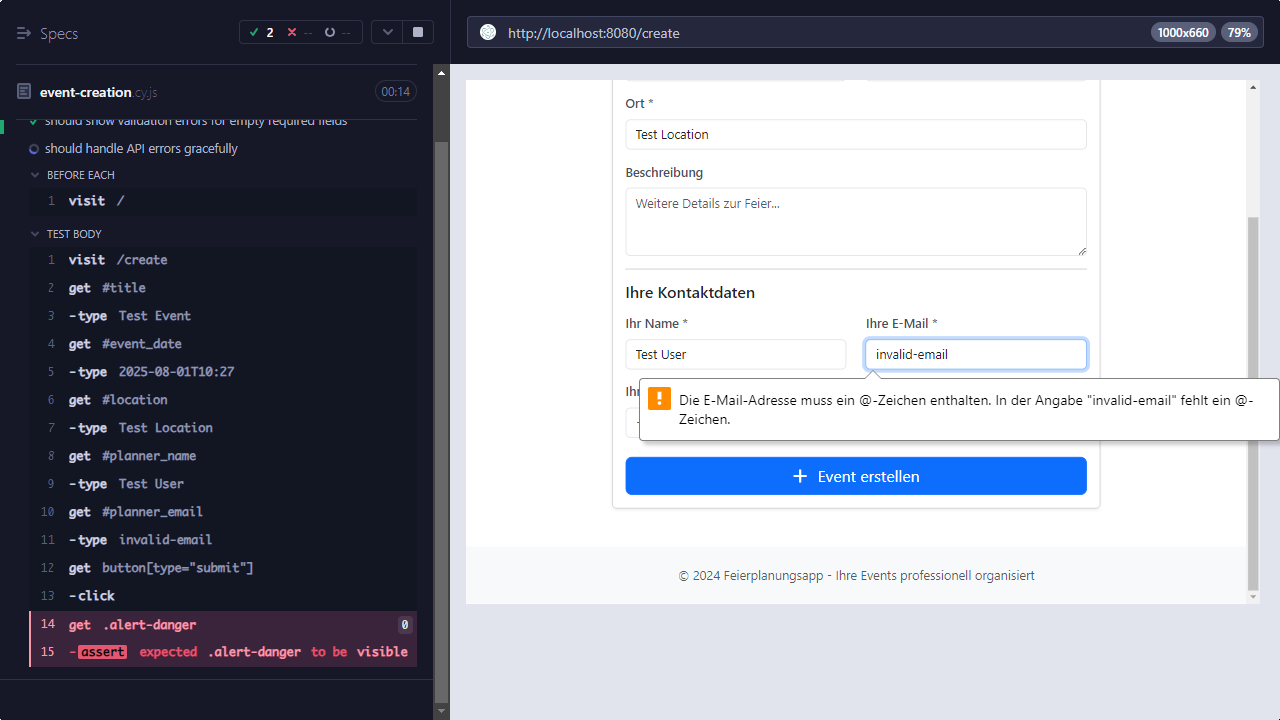 Specs
2
--
--
http://localhost:8080/create
1000x660
79%
event-creation.cy.js
00:14
should show validation errors for empty required fields
should handle API errors gracefully
BEFORE EACH
1 visit /
TEST BODY
1 visit /create
2 get #title
3 -type Test Event
4 get #event_date
5 -type 2025-08-01T10:27
6 get #location
7 -type Test Location
8 get #planner_name
9 -type Test User
10 get #planner_email
11 -type invalid-email
12 get button[type="submit"]
13 -click
14 get .alert-danger 0
15 -assert expected .alert-danger to be visible
Ort *
Test Location
Beschreibung
Weitere Details zur Feier...
Ihre Kontaktdaten
Ihr Name *
Ihre E-Mail *
Test User
invalid-email
Die E-Mail-Adresse muss ein @-Zeichen enthalten. In der Angabe "invalid-email" fehlt ein @-
Zeichen.
+ Event erstellen
© 2024 Feierplanungsapp - Ihre Events professionell organisiert